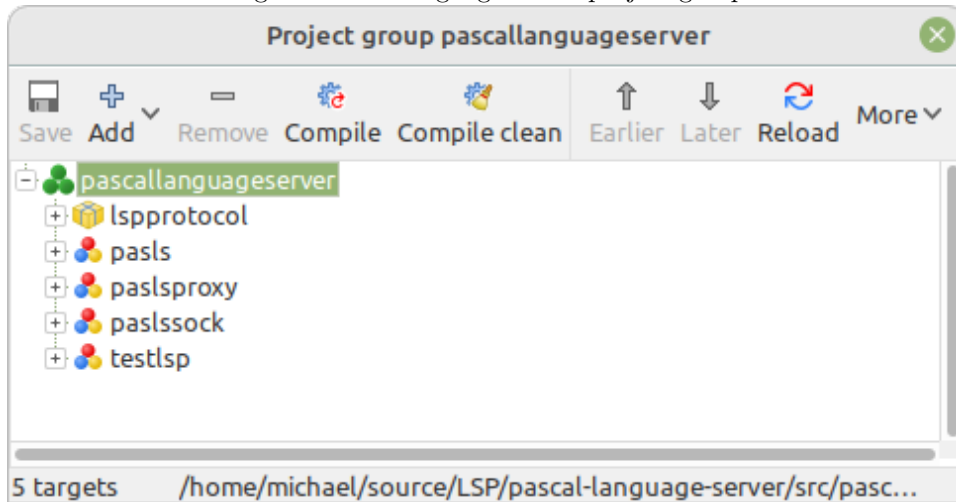 Project group pascallanguageserver
Save Add Remove Compile Compile clean Earlier Later Reload More
pascallanguageserver
lspprotocol
pasls
paslsproxy
paslssock
testlsp
5 targets /home/michael/source/LSP/pascal-language-server/src/pasc...